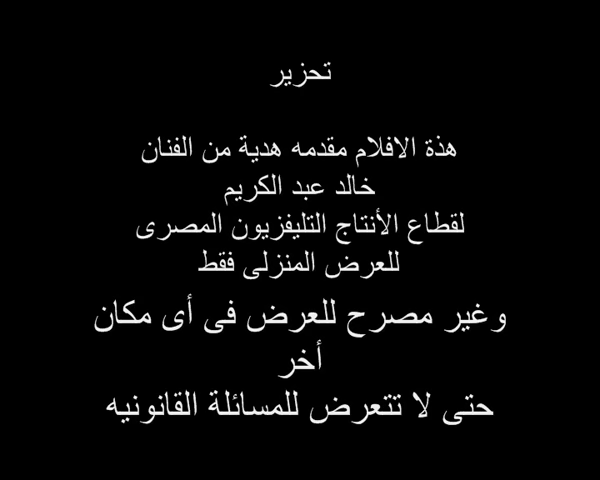 تحزير
هذة الافلام مقدمه هدية من الفنان
خالد عبد الكريم
لقطاع الأنتاج التليفزيون المصرى
للعرض المنزلى فقط
وغير مصرح للعرض فى أى مكان
أخر
حتى لا تتعرض للمسائلة القانونيه